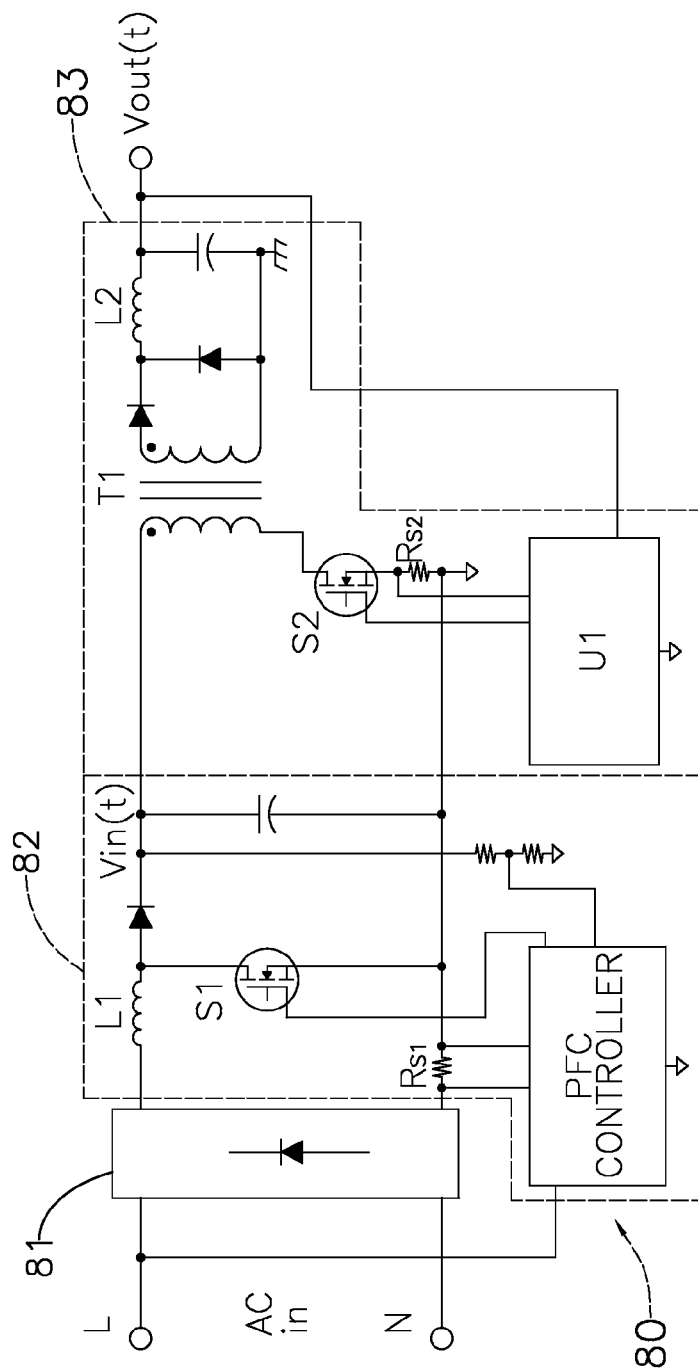 83
Vout(t)
L2
T1
82
Vin(t)
S2
Rs2
U1
L1
S1
Rs1
PFC
CONTROLLER
81
L
AC
in
N
80